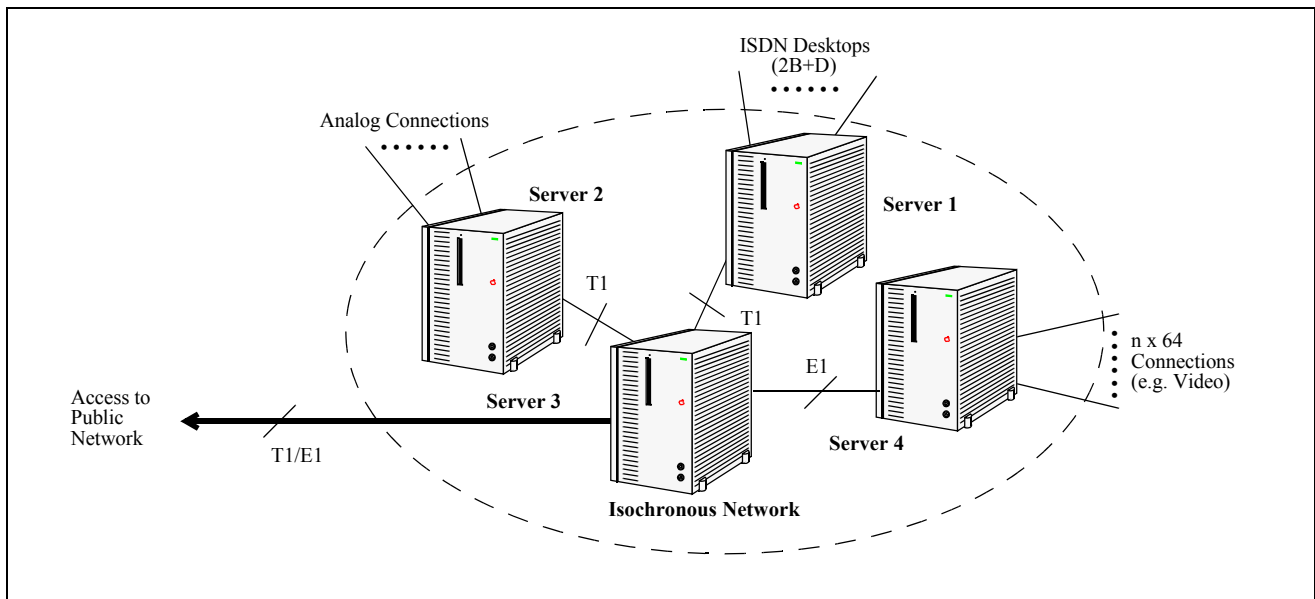 ISDN Desktops
(2B+D)
Analog Connections
Server 2
Server 1
T1
T1
E1
n x 64
Connections
(e.g. Video)
Server 3
Access to
Public
Network
T1/E1
Server 4
Isochronous Network